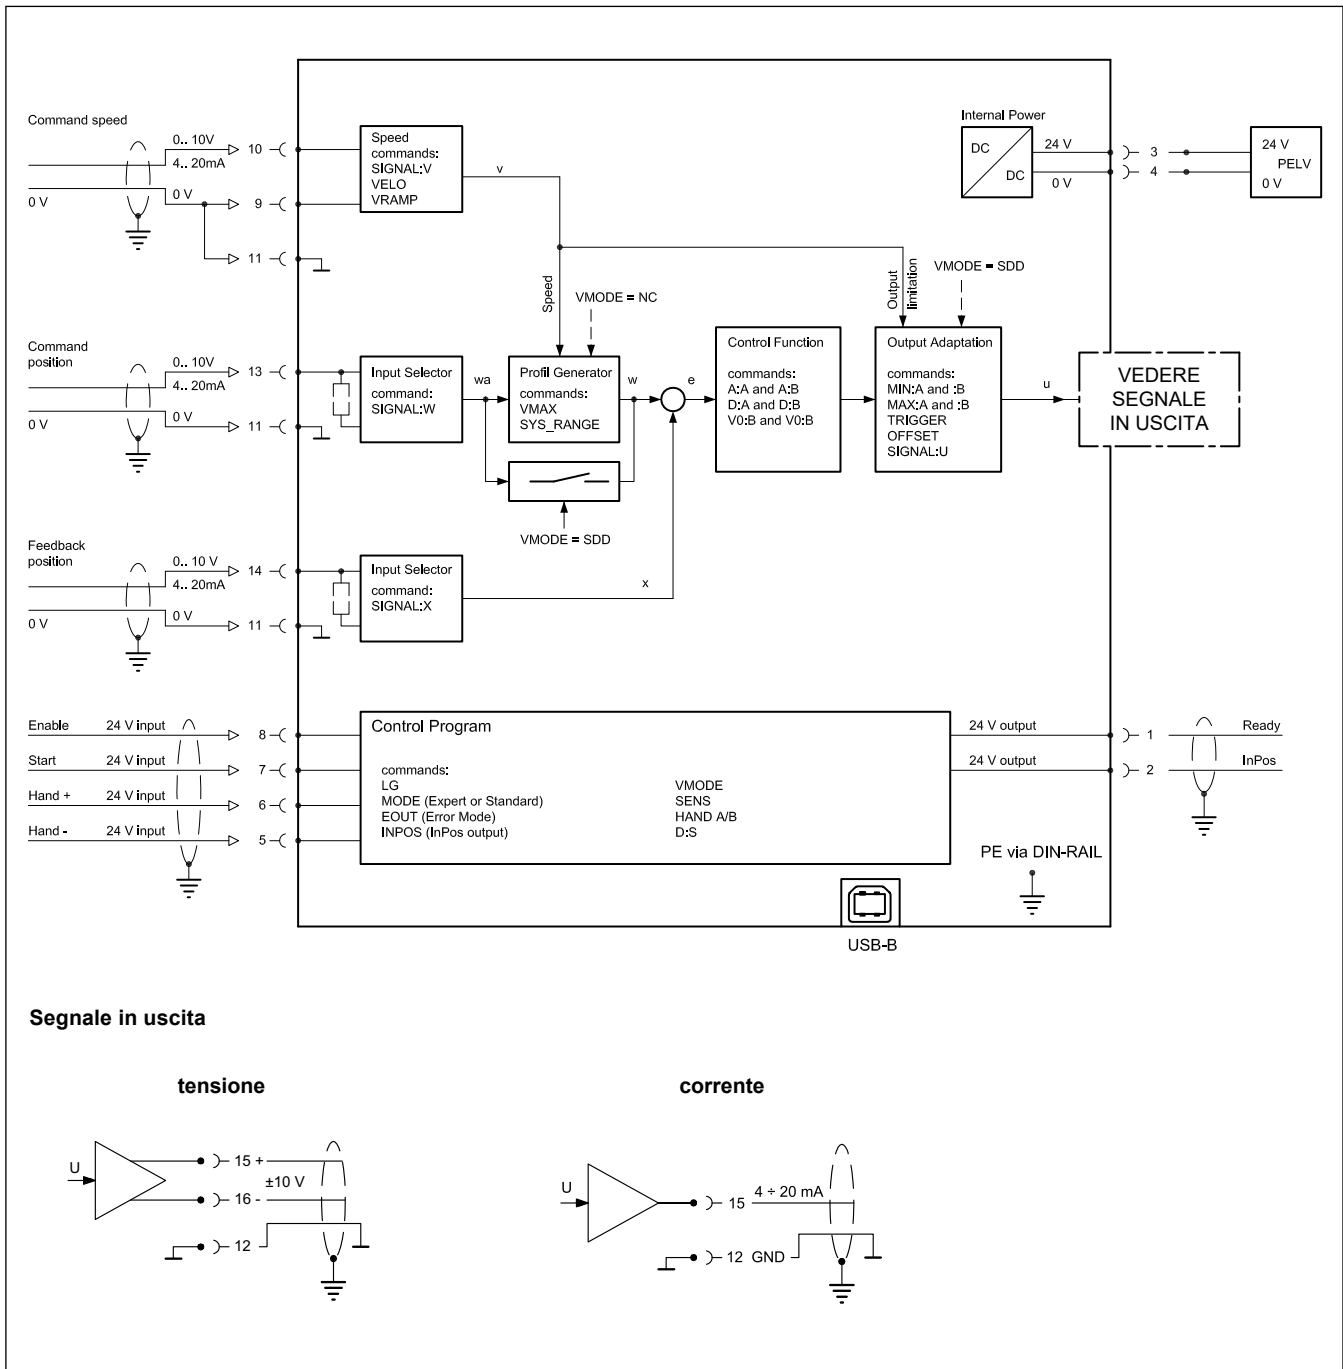 Command speed
0.. 10V
10
4.. 20mA
0 V
0 V
9
11
Speed
commands:
SIGNAL:V
VELO
VRAMP
v
Internal Power
DC
DC
24 V
0 V
3
4
24 V
PELV
0 V
Speed
VMODE = NC
Output
limitation
VMODE = SDD
Command
position
0.. 10V
13
4.. 20mA
0 V
0 V
11
Input Selector
command:
SIGNAL:W
wa
Profil Generator
commands:
VMAX
SYS_RANGE
w
e
VMODE = SDD
Control Function
commands:
A:A and A:B
D:A and D:B
V0:B and V0:B
Output Adaptation
commands:
MIN:A and :B
MAX:A and :B
TRIGGER
OFFSET
SIGNAL:U
u
VEDERE
SEGNALE
IN USCITA
Feedback
position
0.. 10 V
14
4.. 20mA
0 V
0 V
11
Input Selector
command:
SIGNAL:X
x
Enable 24 V input 8
Start 24 V input 7
Hand + 24 V input 6
Hand - 24 V input 5
Control Program
commands:
LG
MODE (Expert or Standard)
EOUT (Error Mode)
INPOS (InPos output)
VMODE
SENS
HAND A/B
D:S
24 V output 1 Ready
24 V output 2 InPos
PE via DIN-RAIL
USB-B
Segnale in uscita
tensione
U
15 +
±10 V
16 -
12
corrente
U
15 4 ÷ 20 mA
12 GND